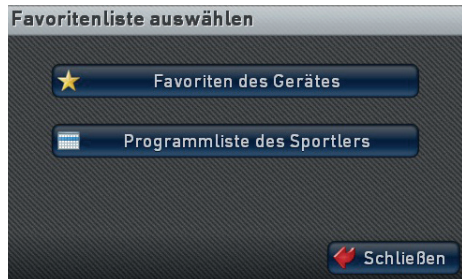 Favoritenliste auswählen
Favoriten des Gerätes
Programmliste des Sportlers
Schließen